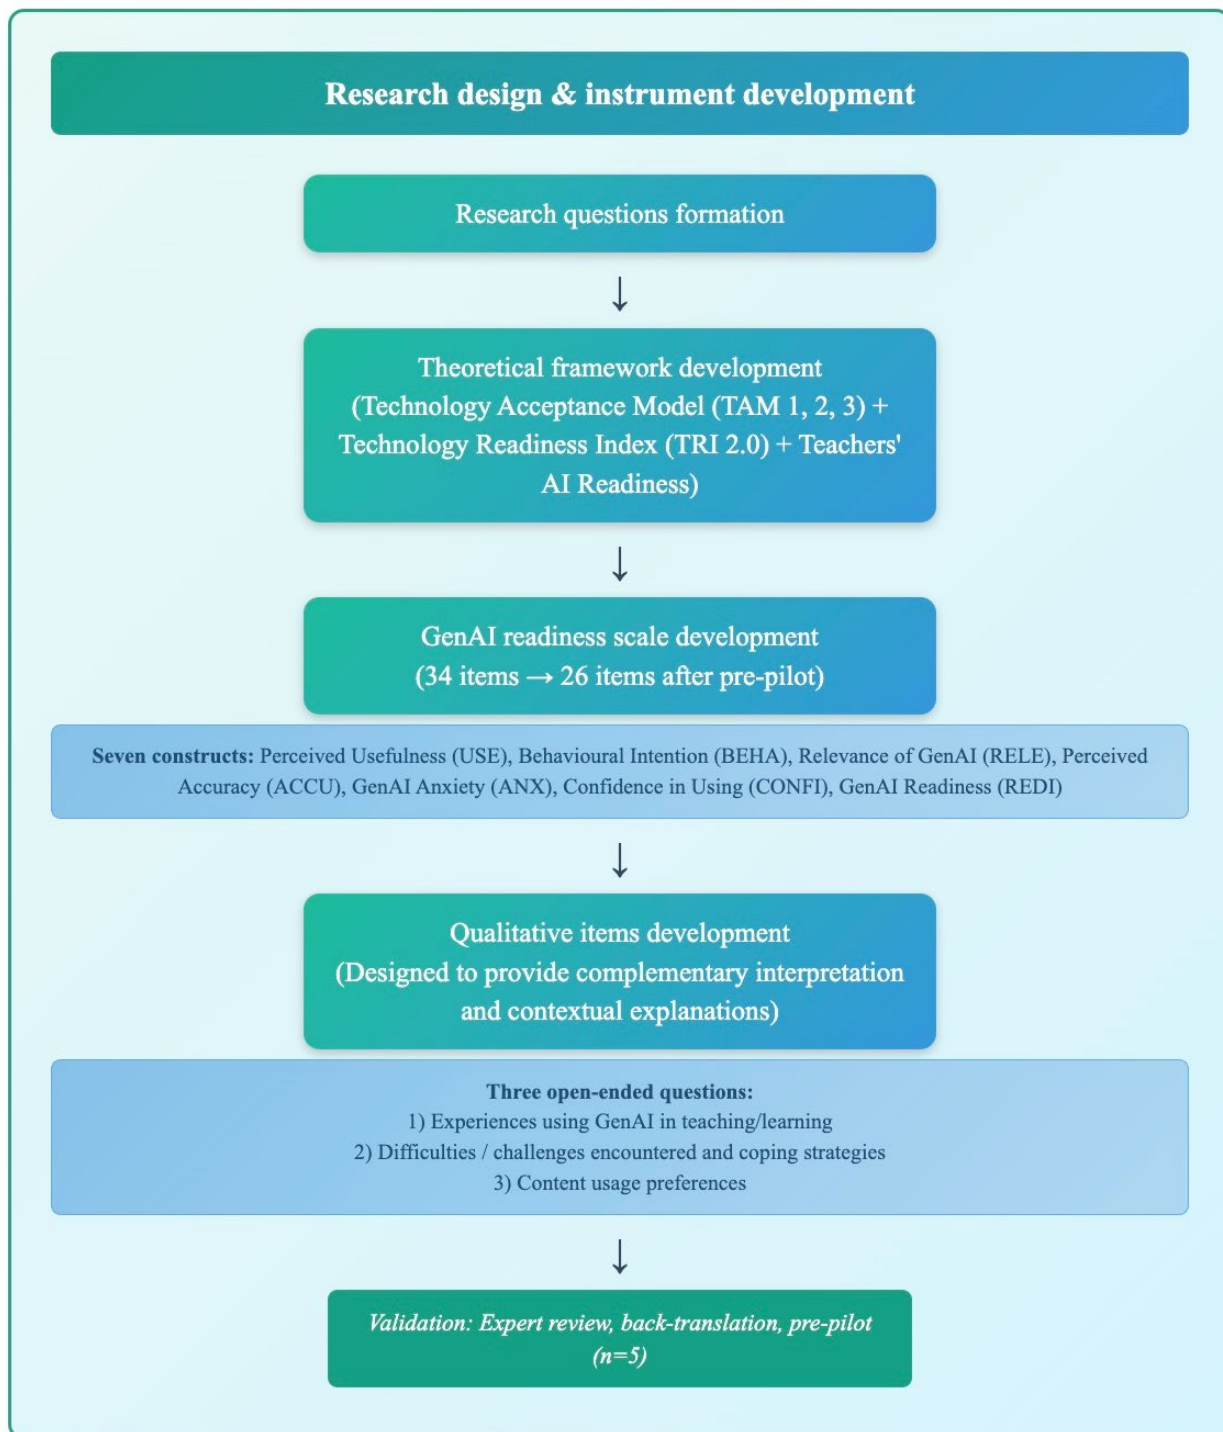 Research design & instrument development
Research questions formation
↓
Theoretical framework development
(Technology Acceptance Model (TAM 1, 2, 3) +
Technology Readiness Index (TRI 2.0) + Teachers'
AI Readiness)
↓
GenAI readiness scale development
(34 items → 26 items after pre-pilot)
Seven constructs: Perceived Usefulness (USE), Behavioural Intention (BEHA), Relevance of GenAI (RELE), Perceived
Accuracy (ACCU), GenAI Anxiety (ANX), Confidence in Using (CONFI), GenAI Readiness (REDI)
↓
Qualitative items development
(Designed to provide complementary interpretation
and contextual explanations)
Three open-ended questions:
1) Experiences using GenAI in teaching/learning
2) Difficulties / challenges encountered and coping strategies
3) Content usage preferences
↓
Validation: Expert review, back-translation, pre-pilot
(n=5)